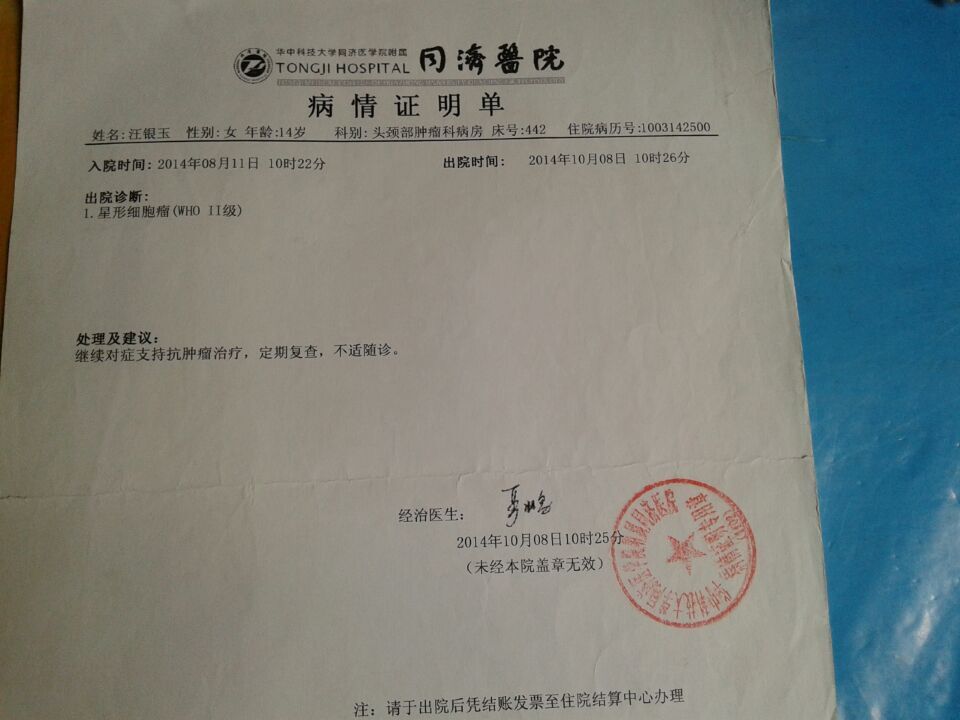 华中科技大学同济医学院附属
TONGJI HOSPITAL
同濟醫院
病情证明单
姓名:汪银玉 性别:女 年龄:14岁 科别:头颈部肿瘤科病房 床号:442 住院病历号:1003142500
入院时间:2014年08月11日 10时22分 出院时间: 2014年10月08日 10时26分
出院诊断:
1.星形细胞瘤(WHO II级)
处理及建议:
继续对症支持抗肿瘤治疗，定期复查，不适随诊。
经治医生:
2014年10月08日10时25分
(未经本院盖章无效)
注: 请于出院后凭结账发票至住院结算中心办理